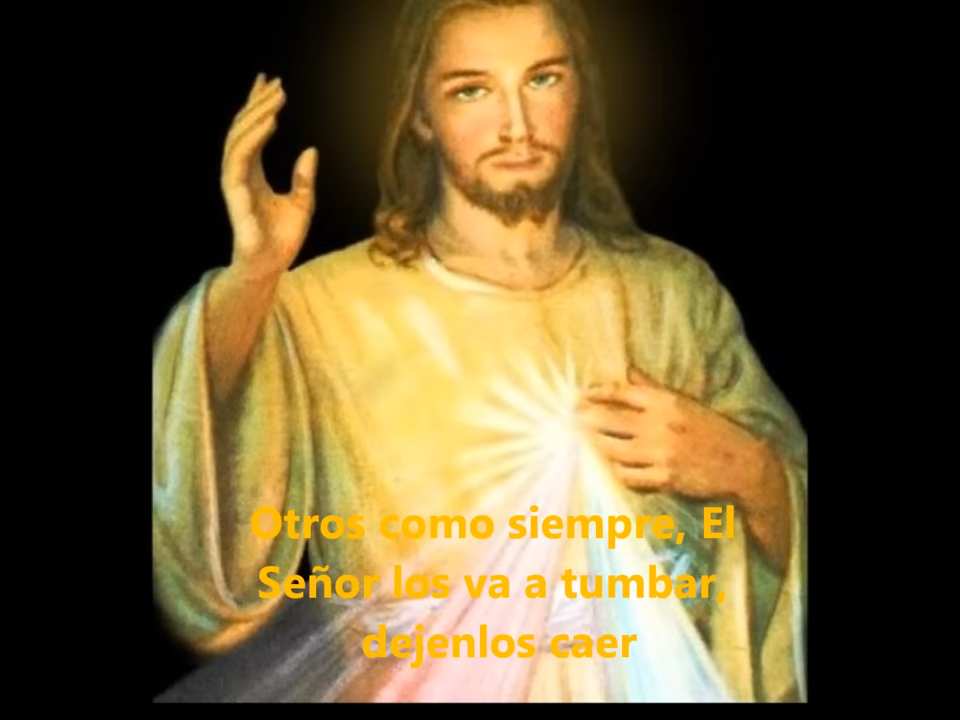 Otros como siempre, El
Señor los va a tumbar,
dejenlos caer